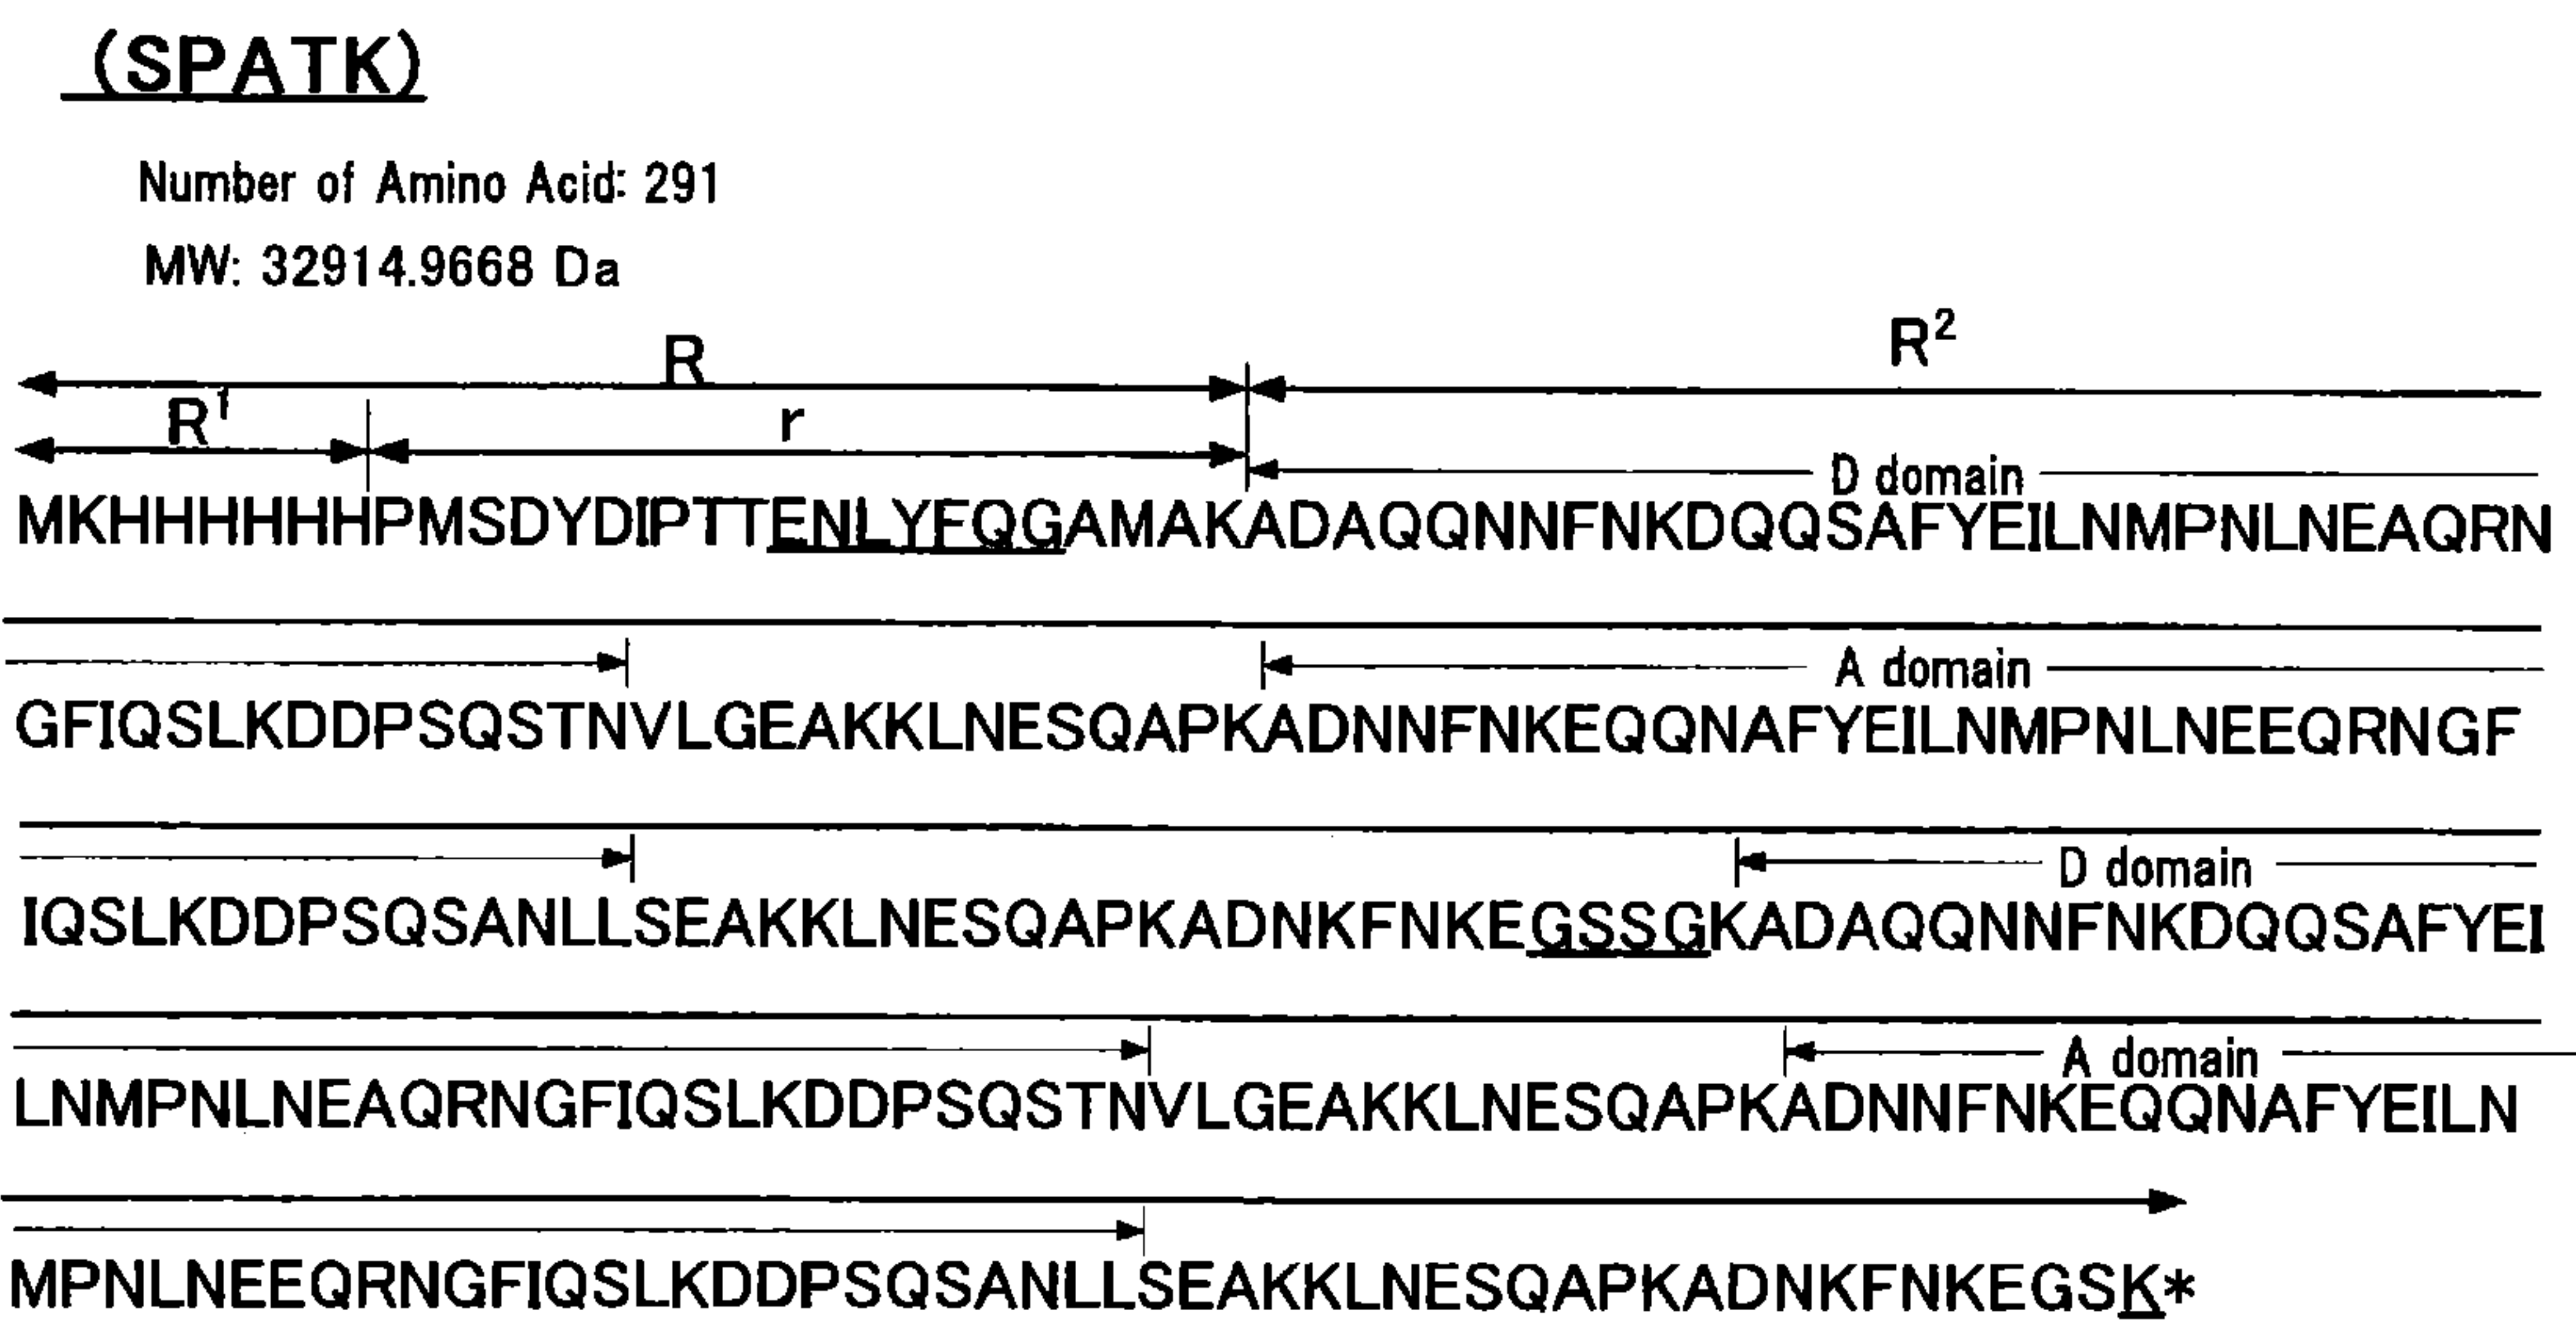 (SPATK)
Number of Amino Acid: 291
MW: 32914.9668 Da
R R²
R¹ r
D domain
MKHHHHHHPMSDYDIPTTENLYFQGAMAKADAQQNNFNKDQQSAFYEILNMPNLNEAQRN
A domain
GFIQSLKDDPSQSTNVLGEAKKLNESQAPKADNNFNKEQQNAFYEILNMPNLNEEQRNGF
D domain
IQSLKDDPSQSANLLSEAKKLNESQAPKADNKFNKEGSSGKADAQQNNFNKDQQSAFYEI
A domain
LNMPNLNEAQRNGFIQSLKDDPSQSTNVLGEAKKLNESQAPKADNNFNKEQQNAFYEILN
MPNLNEEQRNGFIQSLKDDPSQSANLLSEAKKLNESQAPKADNKFNKEGSK*